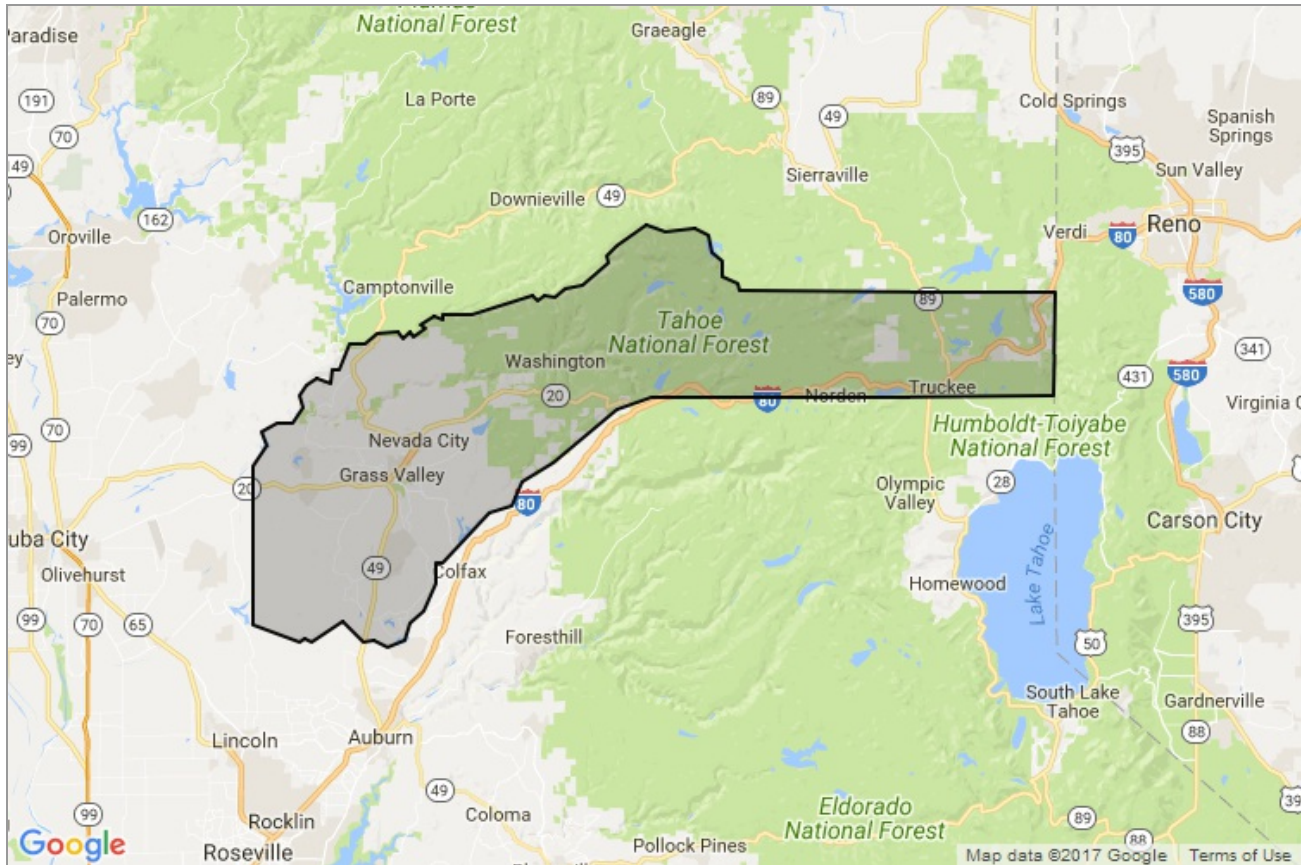 National Forest
Paradise
Graeagle
191
La Porte
89
Cold Springs
70
49
Spanish
Springs
395
49
Sun Valley
Sierraville
Downieville
49
162
Reno
Oroville
Verdi
80
Camptonville
580
Palermo
89
70
Tahoe
National Forest
Washington
341
580
431
20
80
Norden
Truckee
99
70
Nevada City
Humboldt-Toiyabe
National Forest
Grass Valley
20
Olympic
Valley
28
80
Carson City
uba City
49
Colfax
Olivehurst
Homewood
Lake Tahoe
99
70
65
395
Foresthill
50
South Lake
Tahoe
Gardnerville
88
Lincoln
Auburn
49
Eldorado
National Forest
99
Rocklin
Coloma
89
88
Google
Roseville
Pollock Pines
Map data ©2017 Google
Terms of Use